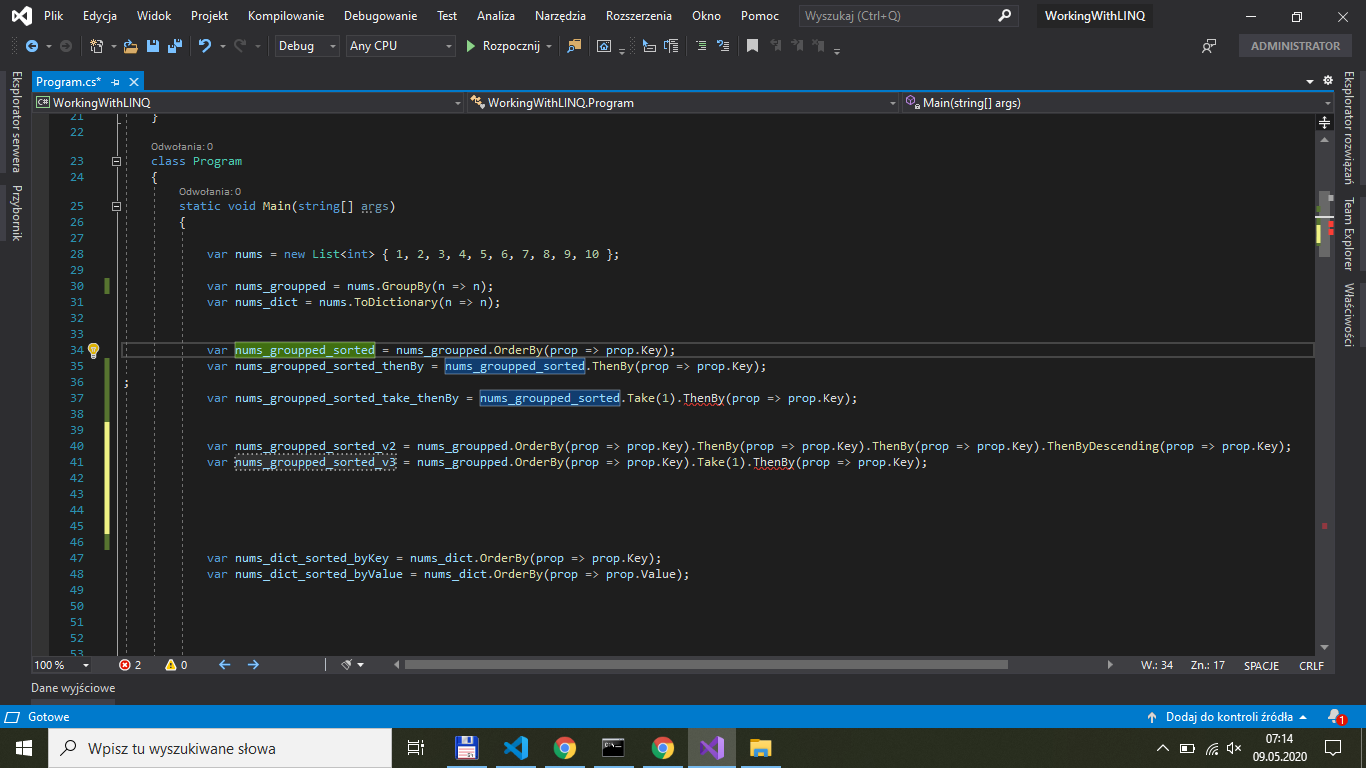 Plik Edycja Widok Projekt Kompilowanie Debugowanie Test Analiza Narzędzia Rozszerzenia Okno Pomoc Wyszukaj (Ctrl+Q) WorkingWithLINQ
Debug Any CPU Rozpocznij ADMINISTRATOR
Program.cs*
C# WorkingWithLINQ WorkingWithLINQ.Program Main(string[] args)
Eksplorator serwera
Przybornik
21 }
22
Odwołania: 0
23 class Program
24 {
Odwołania: 0
25 static void Main(string[] args)
26 {
27
28 var nums = new List<int> { 1, 2, 3, 4, 5, 6, 7, 8, 9, 10 };
29
30 var nums_groupped = nums.GroupBy(n => n);
31 var nums_dict = nums.ToDictionary(n => n);
32
33
34 var nums_groupped_sorted = nums_groupped.OrderBy(prop => prop.Key);
35 var nums_groupped_sorted_thenBy = nums_groupped_sorted.ThenBy(prop => prop.Key);
36 ;
37 var nums_groupped_sorted_take_thenBy = nums_groupped_sorted.Take(1).ThenBy(prop => prop.Key);
38
39
40 var nums_groupped_sorted_v2 = nums_groupped.OrderBy(prop => prop.Key).ThenBy(prop => prop.Key).ThenBy(prop => prop.Key).ThenByDescending(prop => prop.Key);
41 var nums_groupped_sorted_v3 = nums_groupped.OrderBy(prop => prop.Key).Take(1).ThenBy(prop => prop.Key);
42
43
44
45
46
47 var nums_dict_sorted_byKey = nums_dict.OrderBy(prop => prop.Key);
48 var nums_dict_sorted_byValue = nums_dict.OrderBy(prop => prop.Value);
49
50
51
52
53
Eksplorator rozwiązań
Team Explorer
Właściwości
100 % 2 0 W.: 34 Zn.: 17 SPACJE CRLF
Dane wyjściowe
Gotowe Dodaj do kontroli źródła 1
Wpisz tu wyszukiwane słowa 07:14
09.05.2020